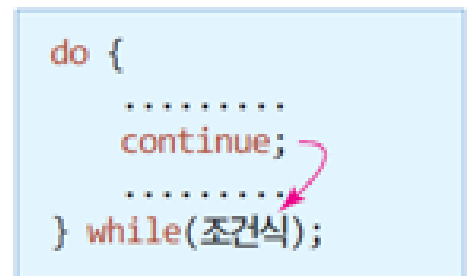 do {
.........
continue;
.........
} while(조건식);